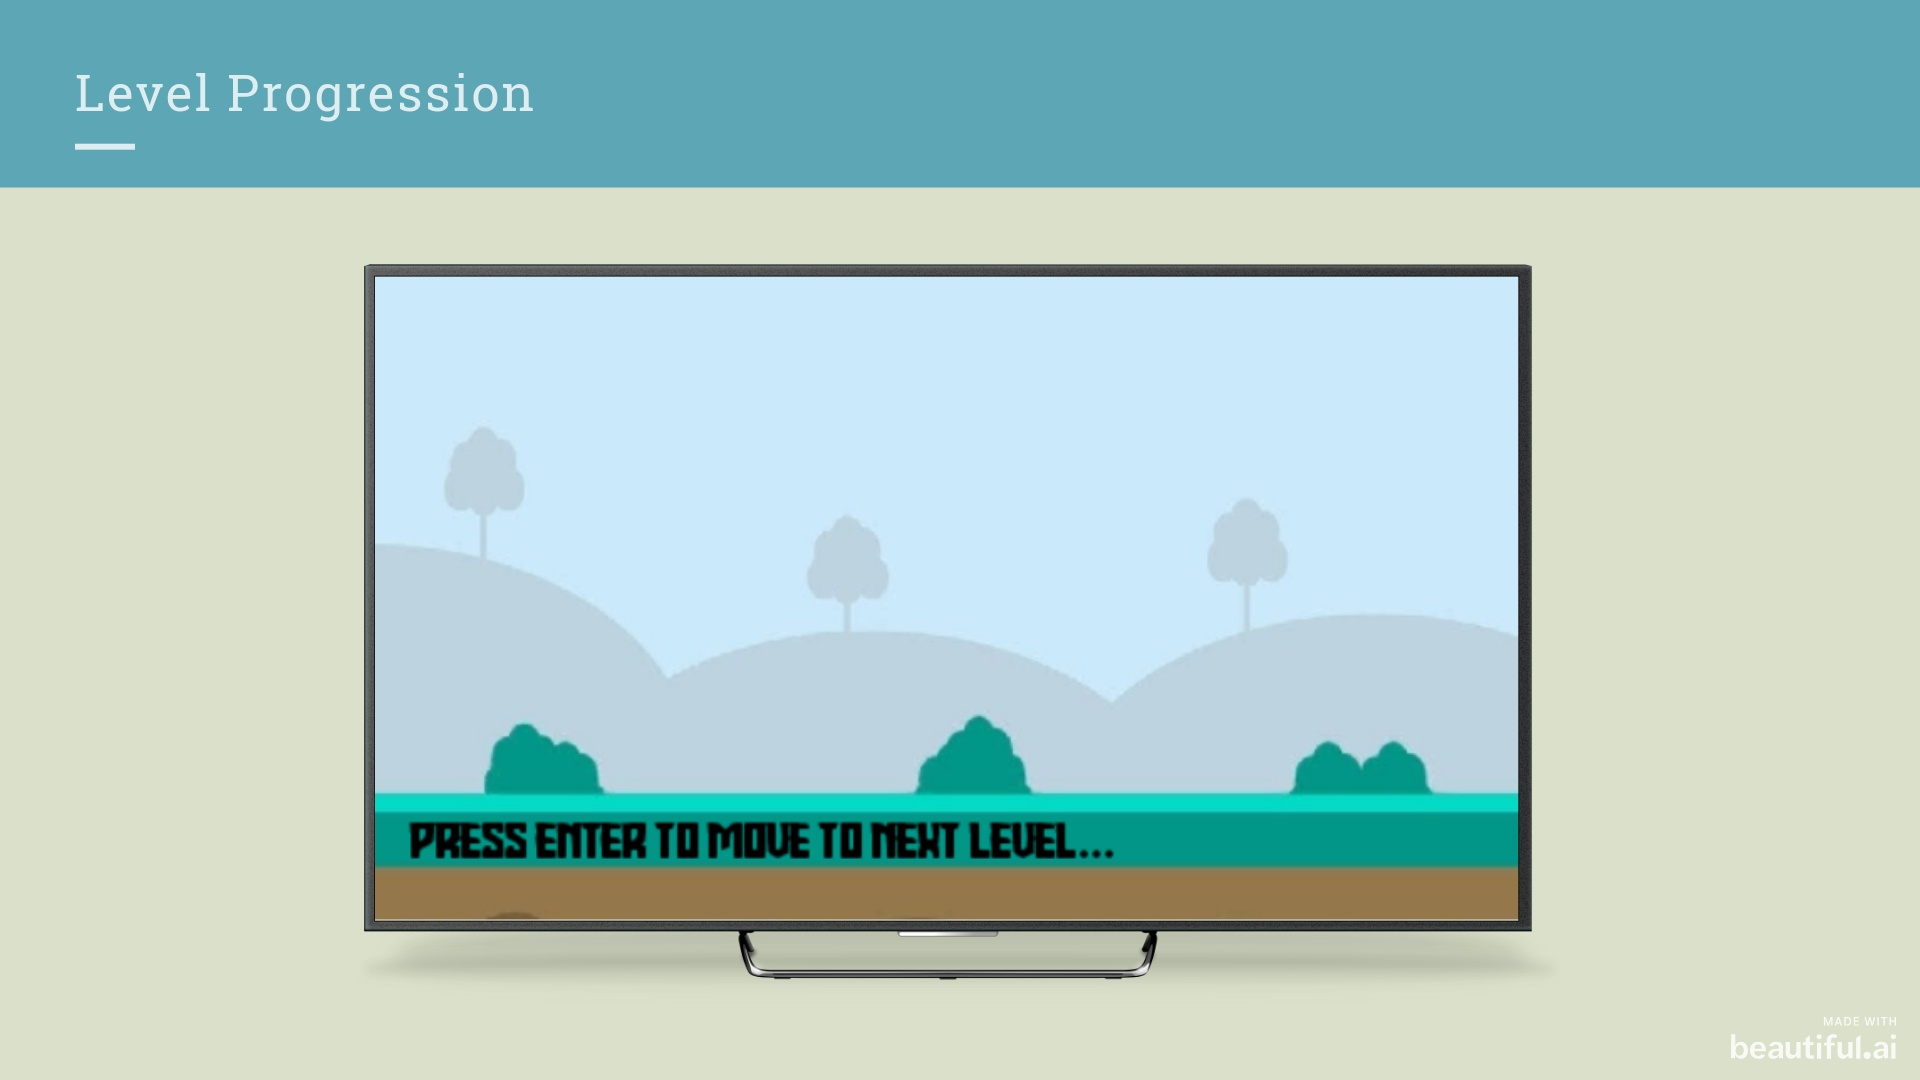 Level Progression
PRESS ENTER TO MOVE TO NEXT LEVEL...
MADE WITH
beautiful.ai